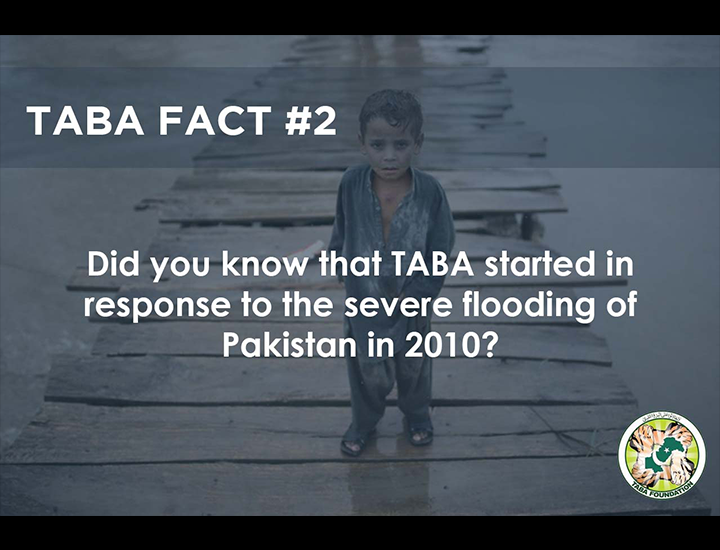 TABA FACT #2
Did you know that TABA started in
response to the severe flooding of
Pakistan in 2010?
TABA FOUNDATION